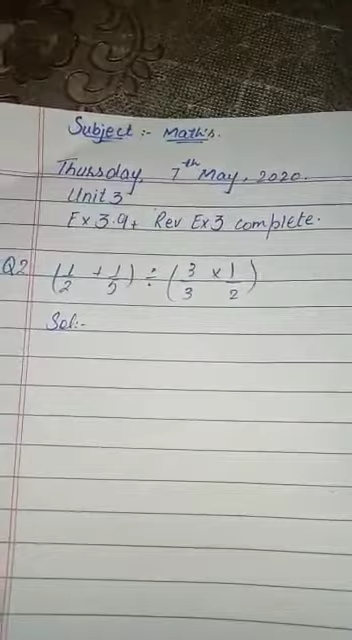 Subject :- Maths.
Thursday, 7th May, 2020.
Unit 3
Ex 3.9 + Rev Ex 3 complete.
Q2 (1/2 + 1/5) ÷ (3/3 × 1/2)
Sol:-